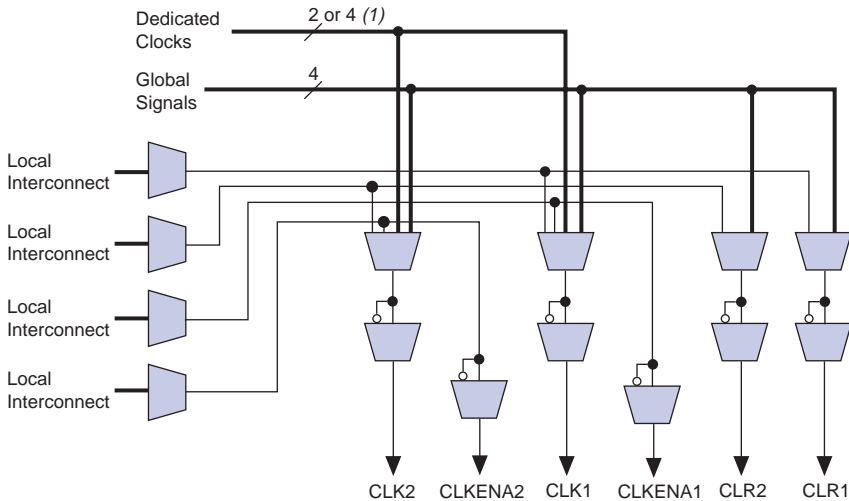 Dedicated
Clocks
2 or 4 (1)
Global
Signals
4
Local
Interconnect
Local
Interconnect
Local
Interconnect
Local
Interconnect
CLK2
CLKENA2
CLK1
CLKENA1
CLR2
CLR1